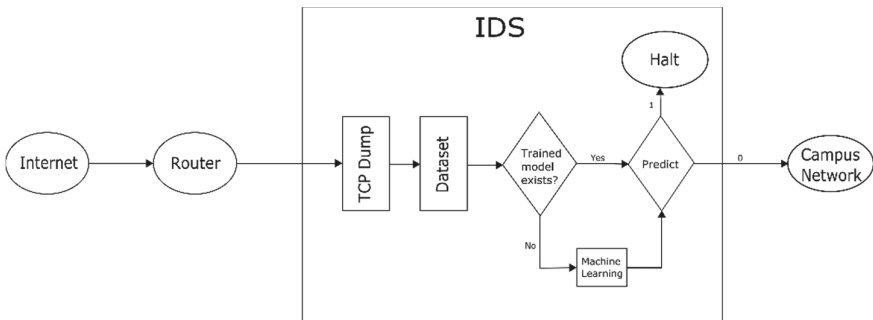 IDS
Halt
1
Internet
Router
TCP Dump
Dataset
Trained
model
exists?
Yes
Predict
0
Campus
Network
No
Machine
Learning